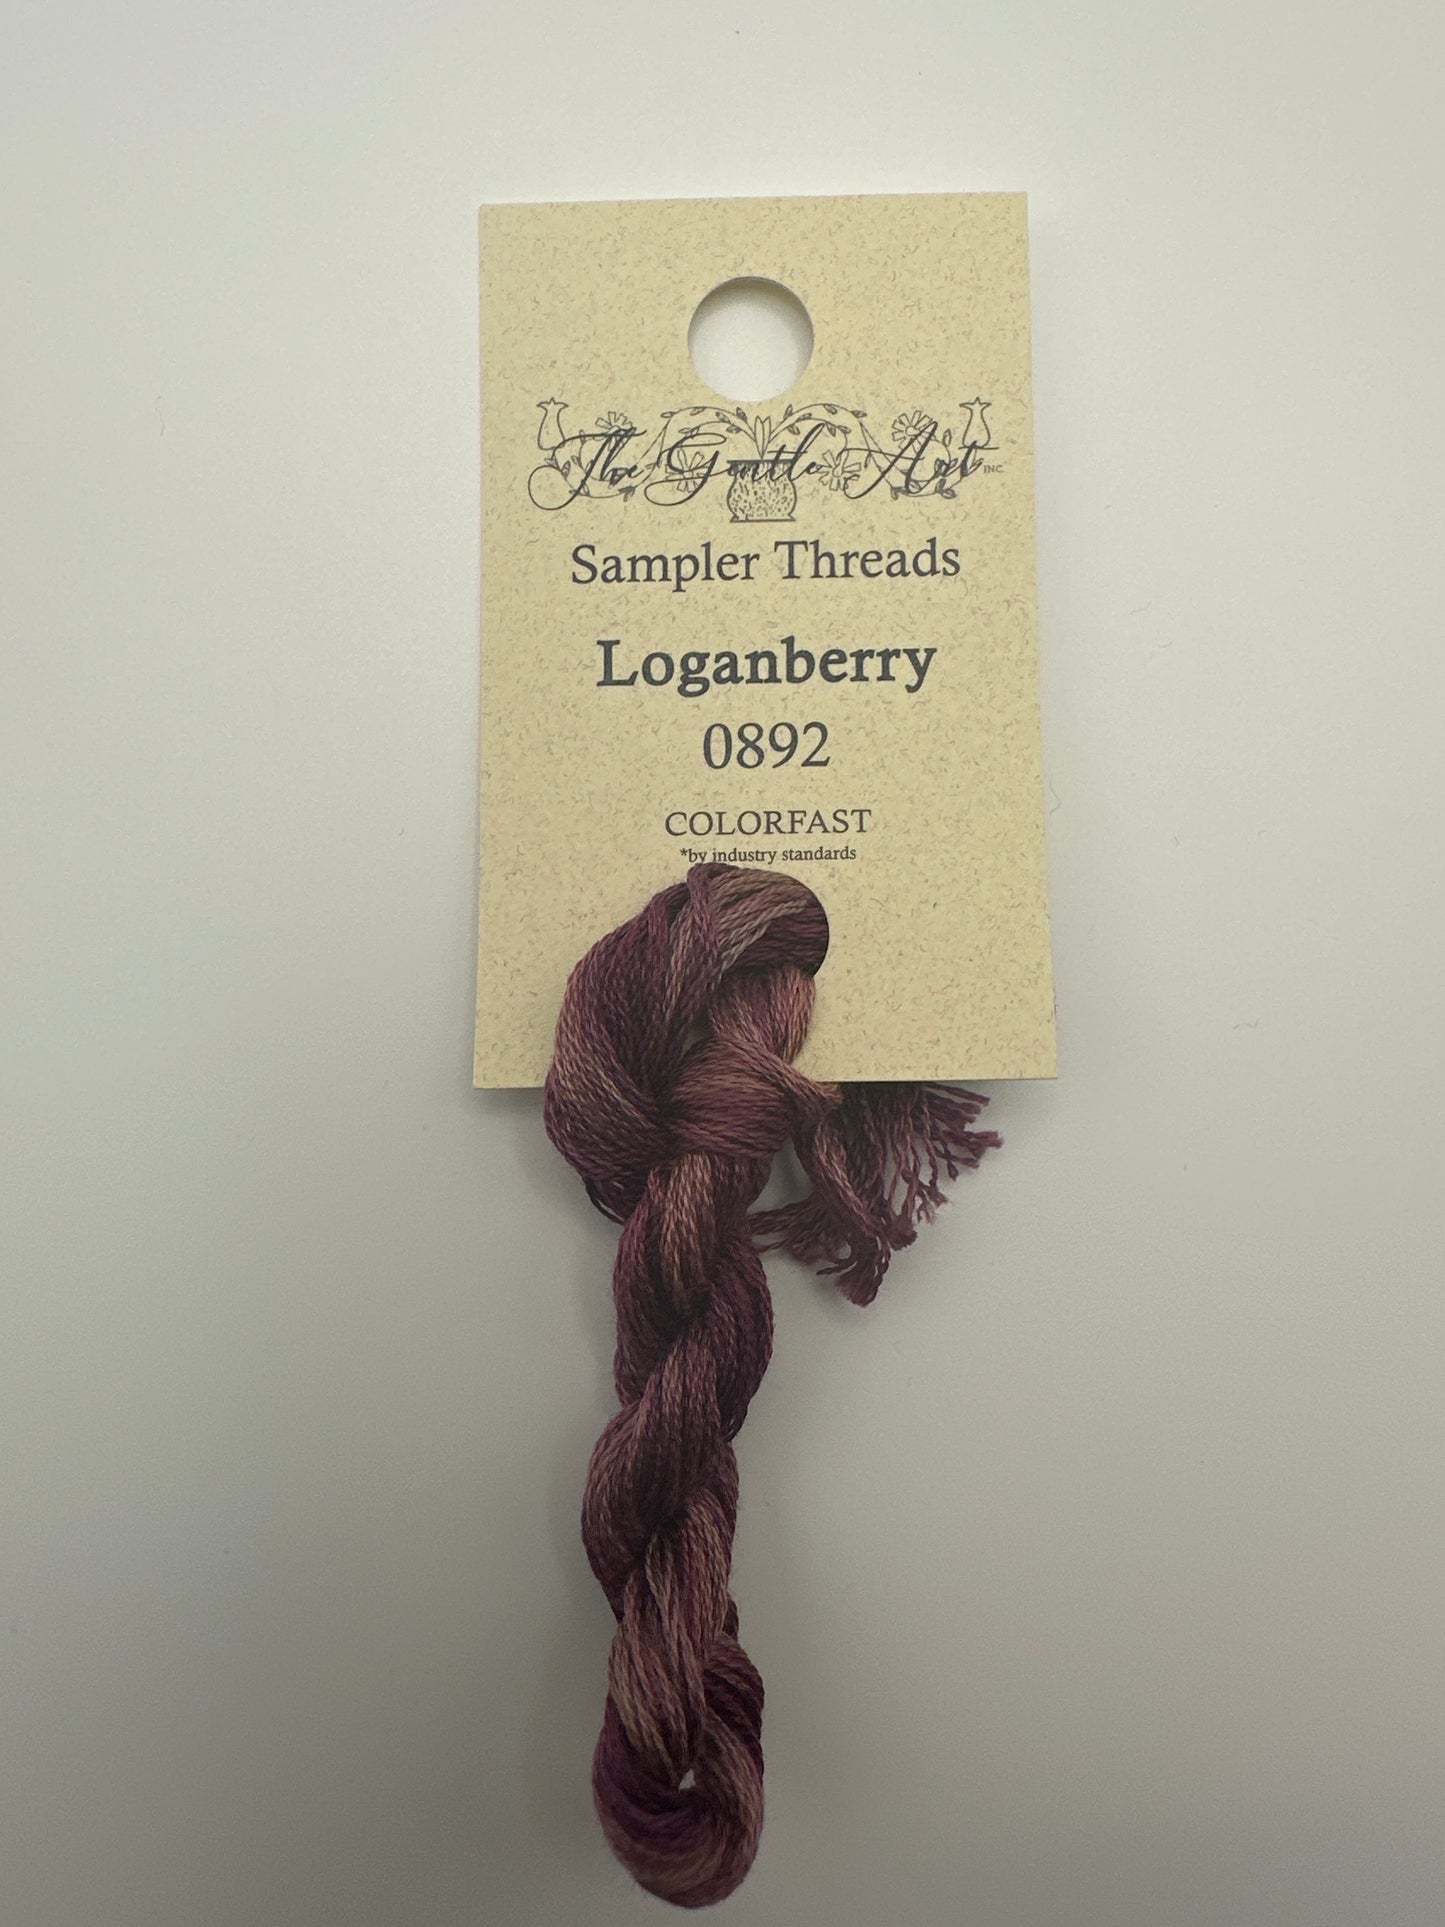 The Gentle Art INC.
Sampler Threads
Loganberry
0892
COLORFAST
*by industry standards